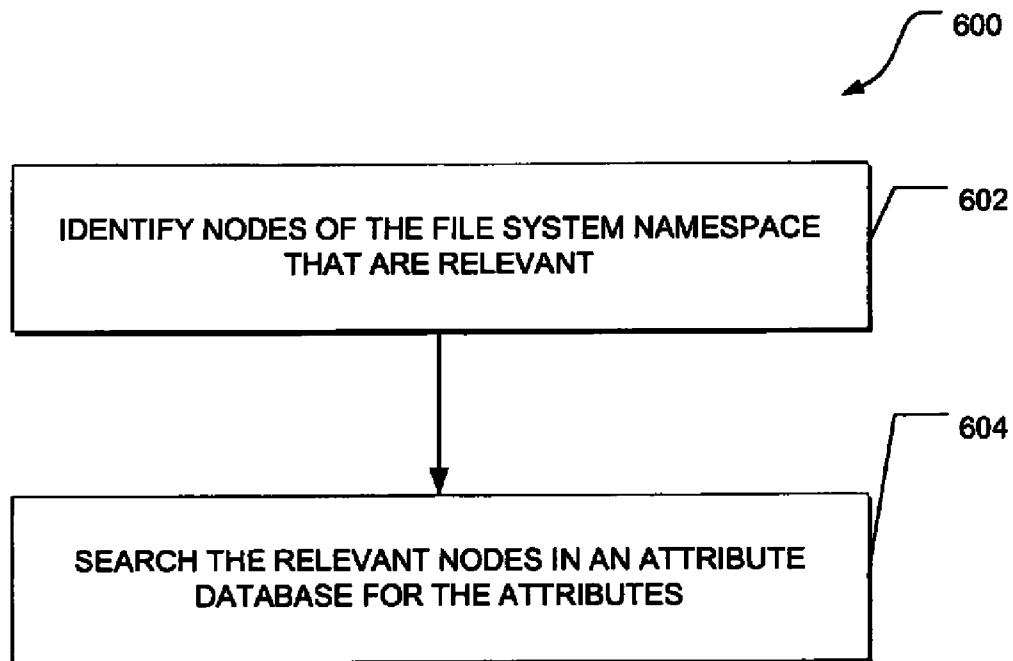 600
IDENTIFY NODES OF THE FILE SYSTEM NAMESPACE
THAT ARE RELEVANT
602
604
SEARCH THE RELEVANT NODES IN AN ATTRIBUTE
DATABASE FOR THE ATTRIBUTES